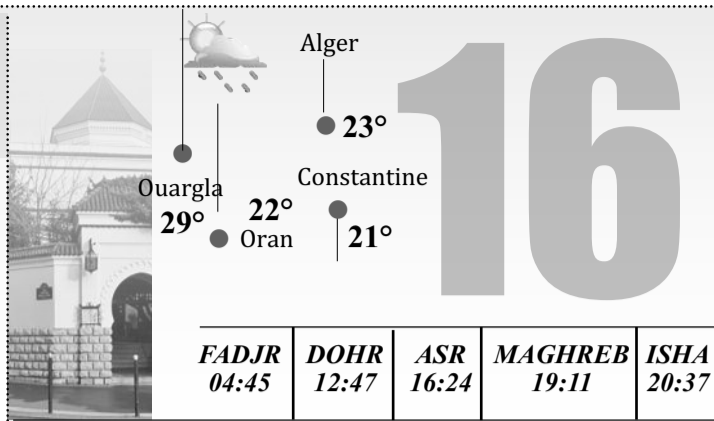 Alger
23°
16
Ouargla
29°
22°
Oran
Constantine
21°
FADJR DOHR ASR MAGHREB ISHA
04:45 12:47 16:24 19:11 20:37